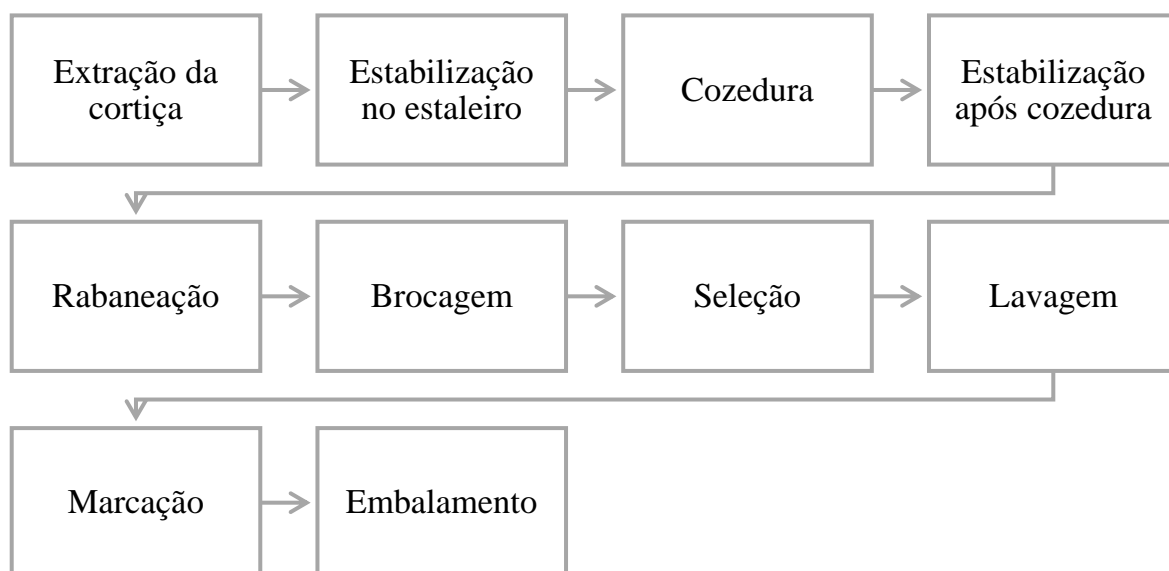 Extração da
cortiça
Estabilização
no estaleiro
Cozedura
Estabilização
após cozedura
Rabaneação
Brocagem
Seleção
Lavagem
Marcação
Embalamento